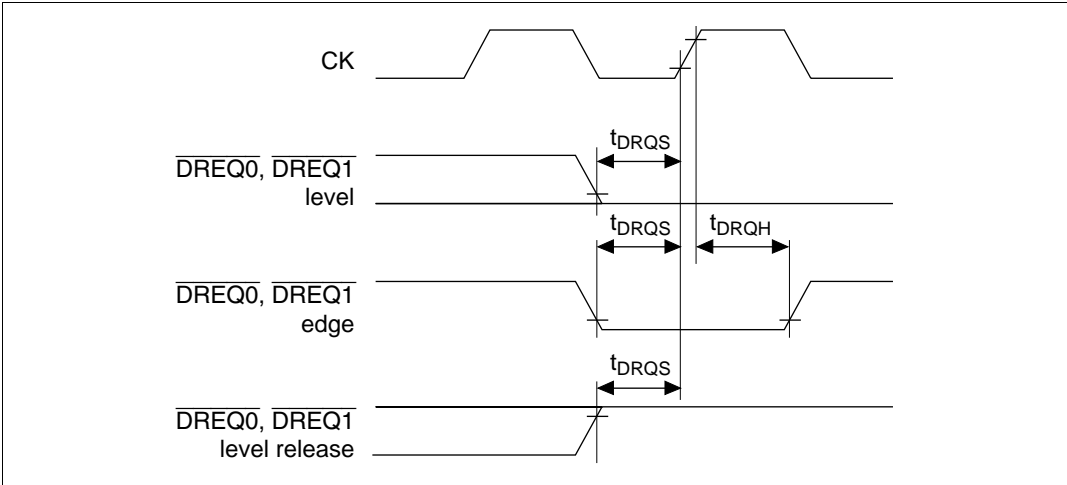 CK
tDRQS
DREQ0, DREQ1
level
tDRQS
tDRQH
DREQ0, DREQ1
edge
tDRQS
DREQ0, DREQ1
level release